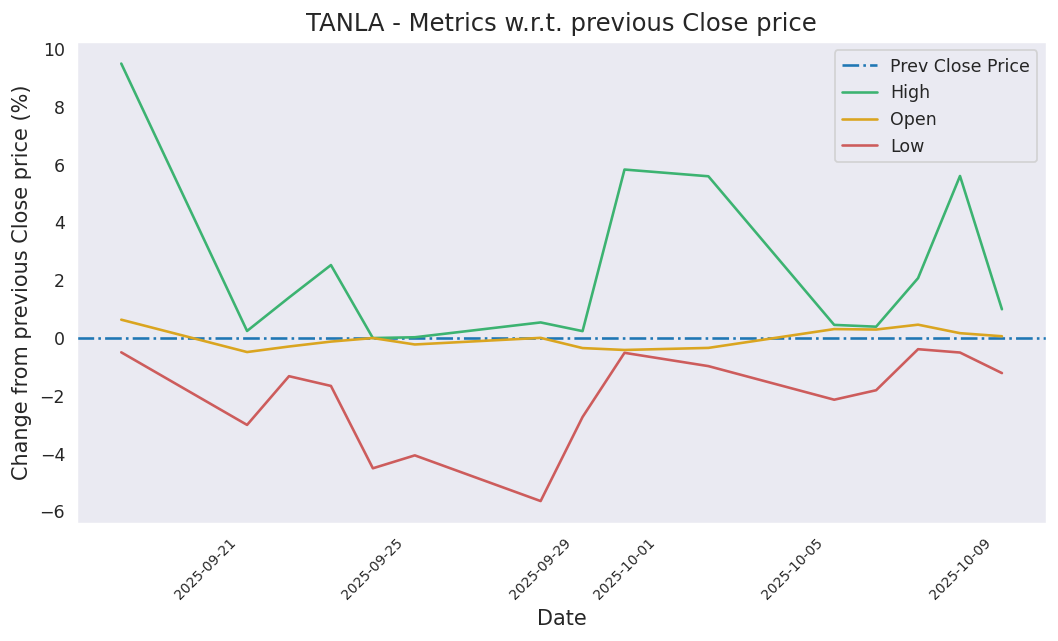 TANLA - Metrics w.r.t. previous Close price
Change from previous Close price (%)
10
8
6
4
2
0
−2
−4
−6
Prev Close Price
High
Open
Low
2025-09-21
2025-09-25
2025-09-29
2025-10-01
2025-10-05
2025-10-09
Date